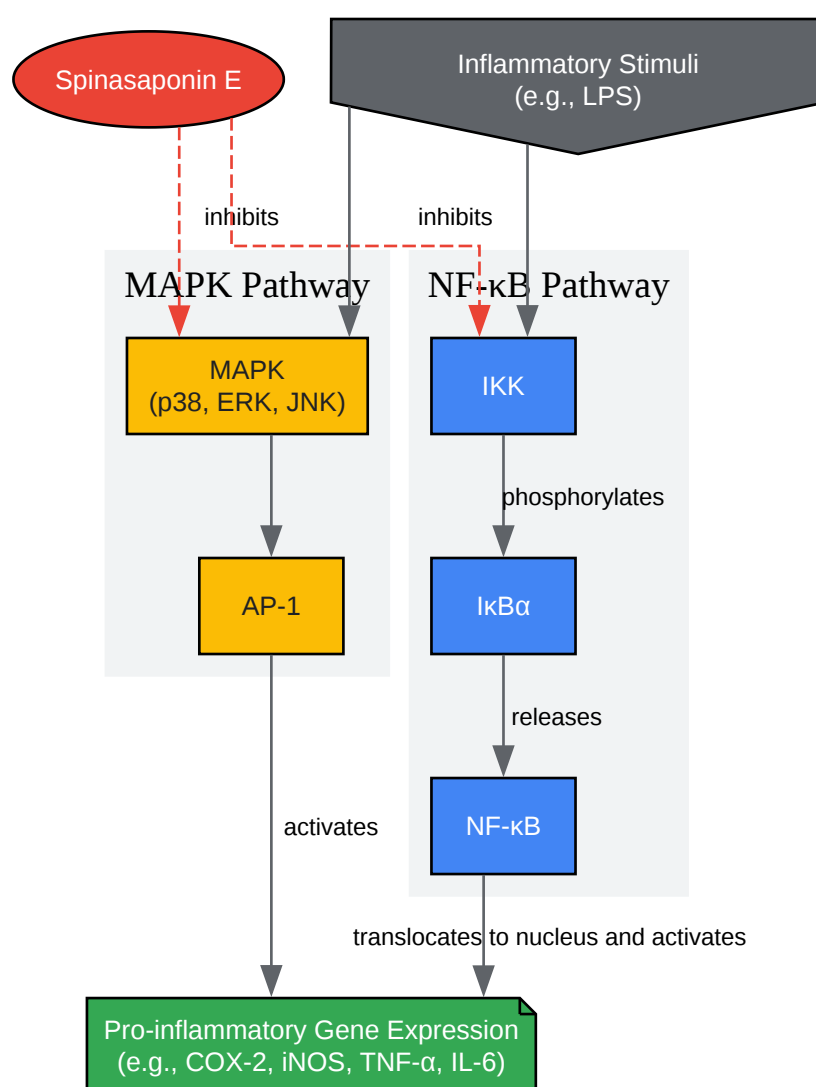 Spinasaponin E
Inflammatory Stimuli
(e.g., LPS)
inhibits
inhibits
MAPK Pathway
NF-κB Pathway
MAPK
(p38, ERK, JNK)
IKK
phosphorylates
AP-1
IκBα
releases
NF-κB
activates
translocates to nucleus and activates
Pro-inflammatory Gene Expression
(e.g., COX-2, iNOS, TNF-α, IL-6)